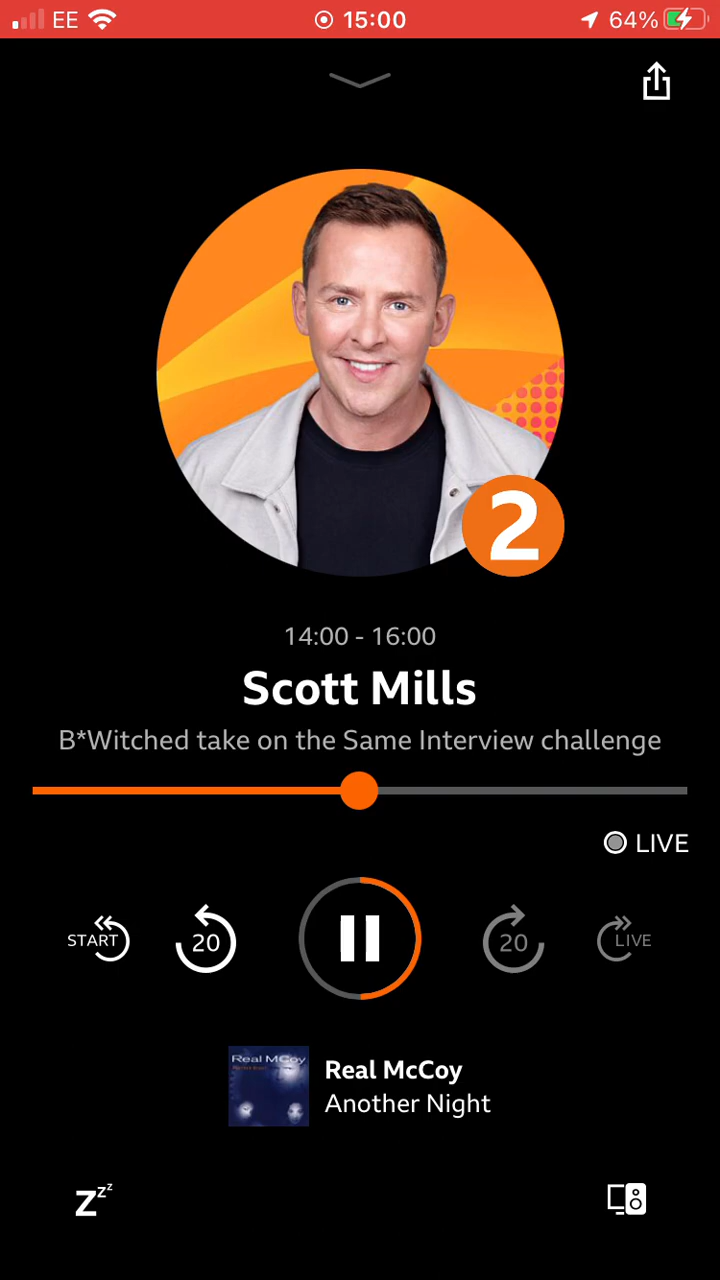 EE 15:00 64%
2
14:00 - 16:00
Scott Mills
B*Witched take on the Same Interview challenge
LIVE
START 20 20 LIVE
Real McCoy
Real McCoy
Another Night
Zzz